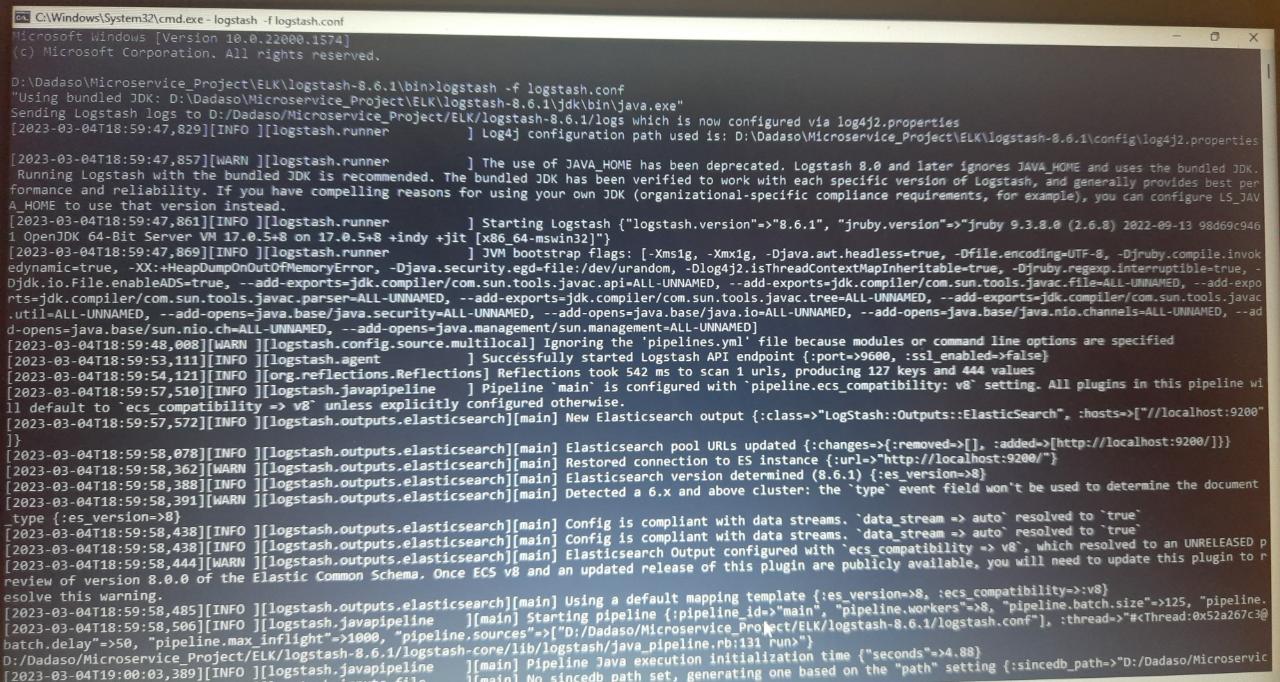 C:\Windows\System32\cmd.exe - logstash -f logstash.conf
Microsoft Windows [Version 10.0.22000.1574]
(c) Microsoft Corporation. All rights reserved.
D:\Dadaso\Microservice_Project\ELK\logstash-8.6.1\bin>logstash -f logstash.conf
"Using bundled JDK: D:\Dadaso\Microservice_Project\ELK\logstash-8.6.1\jdk\bin\java.exe"
Sending Logstash logs to D:/Dadaso/Microservice_Project/ELK/logstash-8.6.1/logs which is now configured via log4j2.properties
[2023-03-04T18:59:47,829][INFO ][logstash.runner ] Log4j configuration path used is: D:\Dadaso\Microservice_Project\ELK\logstash-8.6.1\config\log4j2.properties
[2023-03-04T18:59:47,857][WARN ][logstash.runner ] The use of JAVA_HOME has been deprecated. Logstash 8.0 and later ignores JAVA_HOME and uses the bundled JDK.
Running Logstash with the bundled JDK is recommended. The bundled JDK has been verified to work with each specific version of Logstash, and generally provides best per
formance and reliability. If you have compelling reasons for using your own JDK (organizational-specific compliance requirements, for example), you can configure LS_JAV
A_HOME to use that version instead.
[2023-03-04T18:59:47,861][INFO ][logstash.runner ] Starting Logstash {"logstash.version"=>"8.6.1", "jruby.version"=>"jruby 9.3.8.0 (2.6.8) 2022-09-13 98d69c946
1 OpenJDK 64-Bit Server VM 17.0.5+8 on 17.0.5+8 +indy +jit [x86_64-mswin32]"}
[2023-03-04T18:59:47,869][INFO ][logstash.runner ] JVM bootstrap flags: [-Xms1g, -Xmx1g, -Djava.awt.headless=true, -Dfile.encoding=UTF-8, -Djruby.compile.invok
edynamic=true, -XX:+HeapDumpOnOutOfMemoryError, -Djava.security.egd=file:/dev/urandom, -Dlog4j2.isThreadContextMapInheritable=true, -Djruby.regexp.interruptible=true, -
Djdk.io.File.enableADS=true, --add-exports=jdk.compiler/com.sun.tools.javac.api=ALL-UNNAMED, --add-exports=jdk.compiler/com.sun.tools.javac.file=ALL-UNNAMED, --add-expo
rts=jdk.compiler/com.sun.tools.javac.parser=ALL-UNNAMED, --add-exports=jdk.compiler/com.sun.tools.javac.tree=ALL-UNNAMED, --add-exports=jdk.compiler/com.sun.tools.javac
.util=ALL-UNNAMED, --add-opens=java.base/java.security=ALL-UNNAMED, --add-opens=java.base/java.io=ALL-UNNAMED, --add-opens=java.base/java.nio.channels=ALL-UNNAMED, --ad
d-opens=java.base/sun.nio.ch=ALL-UNNAMED, --add-opens=java.management/sun.management=ALL-UNNAMED]
[2023-03-04T18:59:48,008][WARN ][logstash.config.source.multilocal] Ignoring the 'pipelines.yml' file because modules or command line options are specified
[2023-03-04T18:59:53,111][INFO ][logstash.agent ] Successfully started Logstash API endpoint {:port=>9600, :ssl_enabled=>false}
[2023-03-04T18:59:54,121][INFO ][org.reflections.Reflections] Reflections took 542 ms to scan 1 urls, producing 127 keys and 444 values
[2023-03-04T18:59:57,510][INFO ][logstash.javapipeline ] Pipeline `main` is configured with `pipeline.ecs_compatibility: v8` setting. All plugins in this pipeline wi
ll default to `ecs_compatibility => v8` unless explicitly configured otherwise.
[2023-03-04T18:59:57,572][INFO ][logstash.outputs.elasticsearch][main] New Elasticsearch output {:class=>"LogStash::Outputs::ElasticSearch", :hosts=>["//localhost:9200"
]}
[2023-03-04T18:59:58,078][INFO ][logstash.outputs.elasticsearch][main] Elasticsearch pool URLs updated {:changes=>{:removed=>[], :added=>[http://localhost:9200/]}}
[2023-03-04T18:59:58,362][WARN ][logstash.outputs.elasticsearch][main] Restored connection to ES instance {:url=>"http://localhost:9200/"}
[2023-03-04T18:59:58,388][INFO ][logstash.outputs.elasticsearch][main] Elasticsearch version determined (8.6.1) {:es_version=>8}
[2023-03-04T18:59:58,391][WARN ][logstash.outputs.elasticsearch][main] Detected a 6.x and above cluster: the `type` event field won't be used to determine the document
_type {:es_version=>8}
[2023-03-04T18:59:58,438][INFO ][logstash.outputs.elasticsearch][main] Config is compliant with data streams. `data_stream => auto` resolved to `true`
[2023-03-04T18:59:58,438][INFO ][logstash.outputs.elasticsearch][main] Config is compliant with data streams. `data_stream => auto` resolved to `true`
[2023-03-04T18:59:58,444][WARN ][logstash.outputs.elasticsearch][main] Elasticsearch Output configured with `ecs_compatibility => v8`, which resolved to an UNRELEASED p
review of version 8.0.0 of the Elastic Common Schema. Once ECS v8 and an updated release of this plugin are publicly available, you will need to update this plugin to r
esolve this warning.
[2023-03-04T18:59:58,485][INFO ][logstash.outputs.elasticsearch][main] Using a default mapping template {:es_version=>8, :ecs_compatibility=>:v8}
[2023-03-04T18:59:58,506][INFO ][logstash.javapipeline ][main] Starting pipeline {:pipeline_id=>"main", "pipeline.workers"=>8, "pipeline.batch.size"=>125, "pipeline.
batch.delay"=>50, "pipeline.max_inflight"=>1000, "pipeline.sources"=>["D:/Dadaso/Microservice_Project/ELK/logstash-8.6.1/logstash.conf"], :thread=>"#<Thread:0x52a267c3@
D:/Dadaso/Microservice_Project/ELK/logstash-8.6.1/logstash-core/lib/logstash/java_pipeline.rb:131 run>"}
[2023-03-04T19:00:03,389][INFO ][logstash.javapipeline ][main] Pipeline Java execution initialization time {"seconds"=>4.88}
][main] No sincedb path set, generating one based on the "path" setting {:sincedb_path=>"D:/Dadaso/Microservic